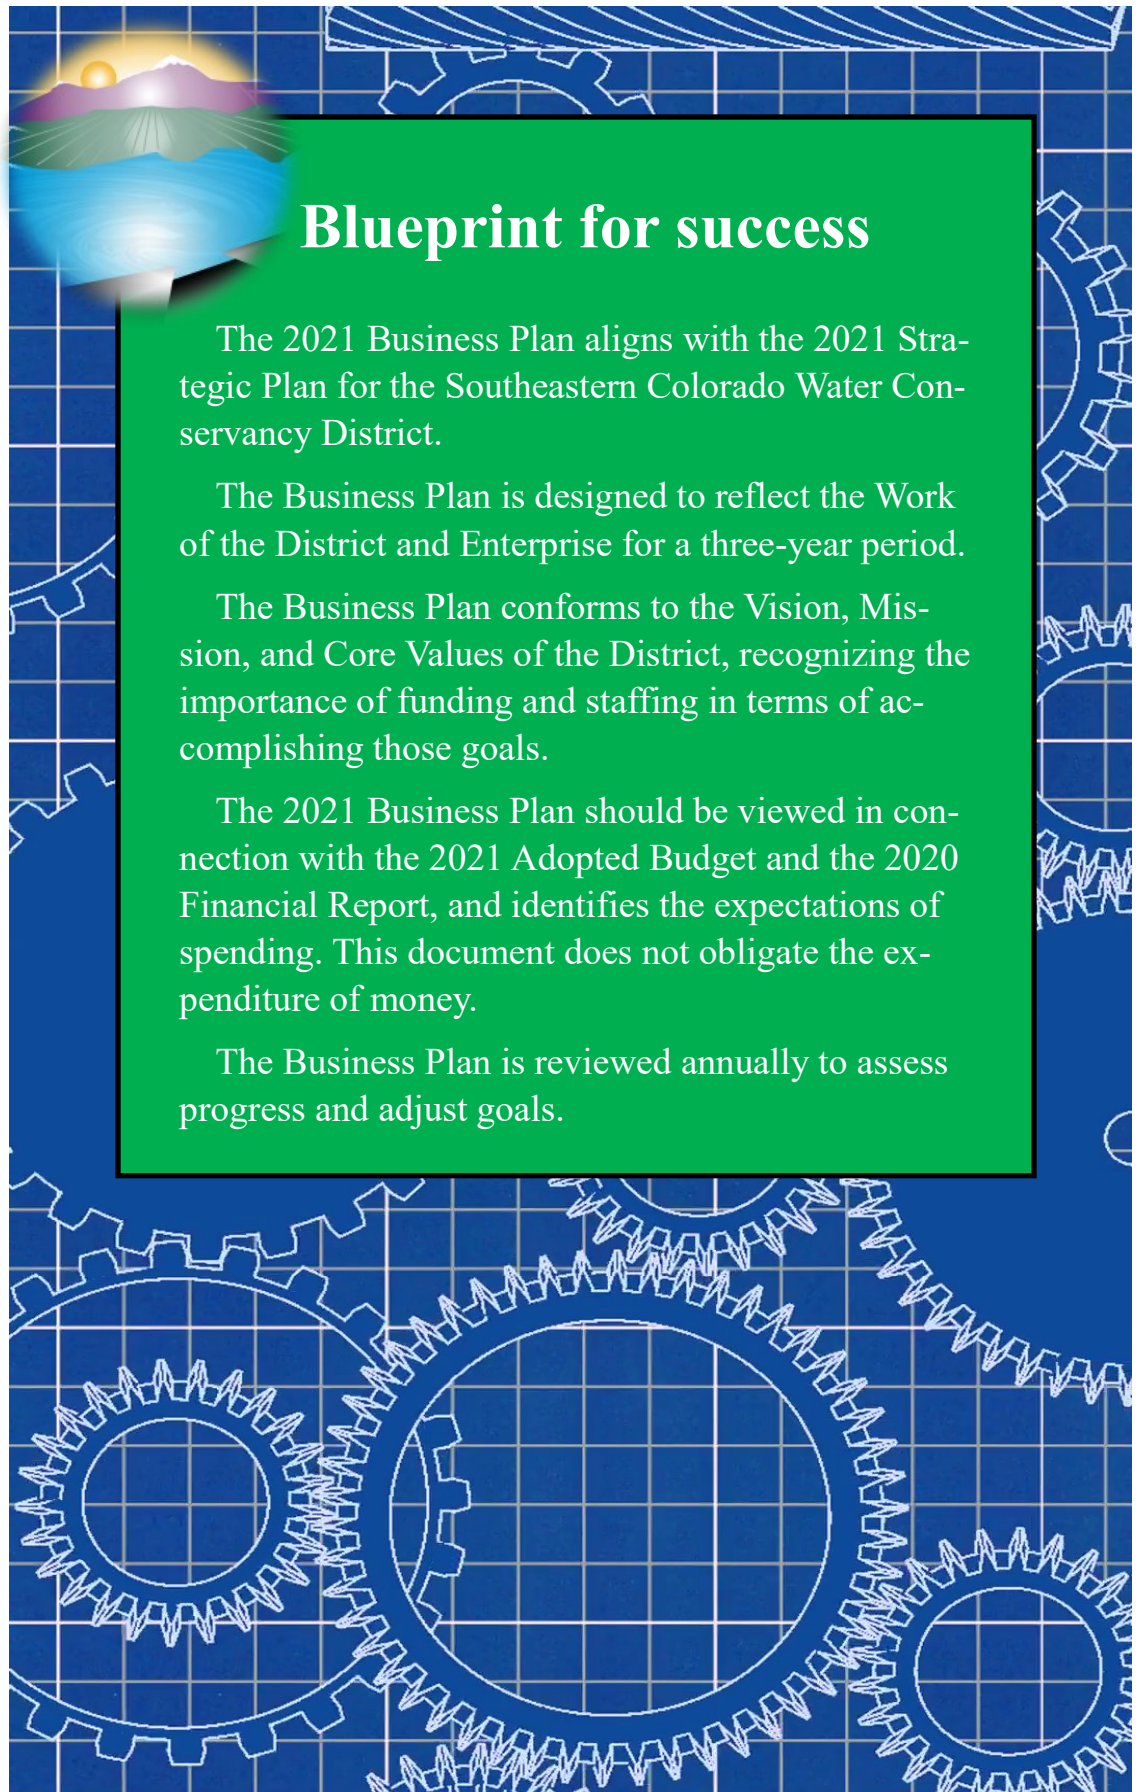 Blueprint for success
The 2021 Business Plan aligns with the 2021 Stra-
tegic Plan for the Southeastern Colorado Water Con-
servancy District.
The Business Plan is designed to reflect the Work
of the District and Enterprise for a three-year period.
The Business Plan conforms to the Vision, Mis-
sion, and Core Values of the District, recognizing the
importance of funding and staffing in terms of ac-
complishing those goals.
The 2021 Business Plan should be viewed in con-
nection with the 2021 Adopted Budget and the 2020
Financial Report, and identifies the expectations of
spending. This document does not obligate the ex-
penditure of money.
The Business Plan is reviewed annually to assess
progress and adjust goals.